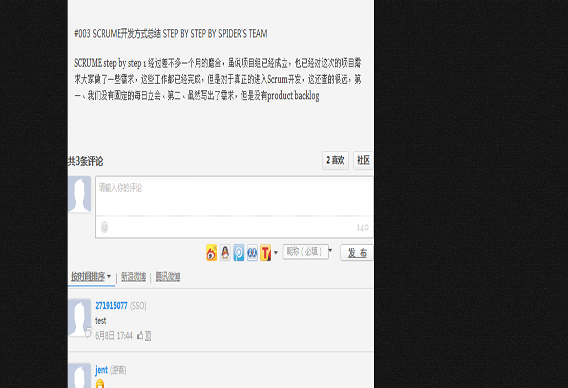 #003 SCRUME开发方式总结 STEP BY STEP BY SPIDER'S TEAM
SCRUME step by step 1 经过差不多一个月的磨合，虽说项目组已经成立，也已经对这次的项目需
求大家做了一些需求，这些工作都已经完成，但是对于真正的进入Scrum开发，这还差的很远，第
一、我们没有固定的每日立会、第二、虽然写出了需求，但是没有product backlog
共3条评论
2 喜欢
社区
请输入你的评论
140
昵称（必填）
发 布
按时间排序
新浪微博
腾讯微博
271915077 (SSO)
test
6月8日 17:44
顶
jent (游客)